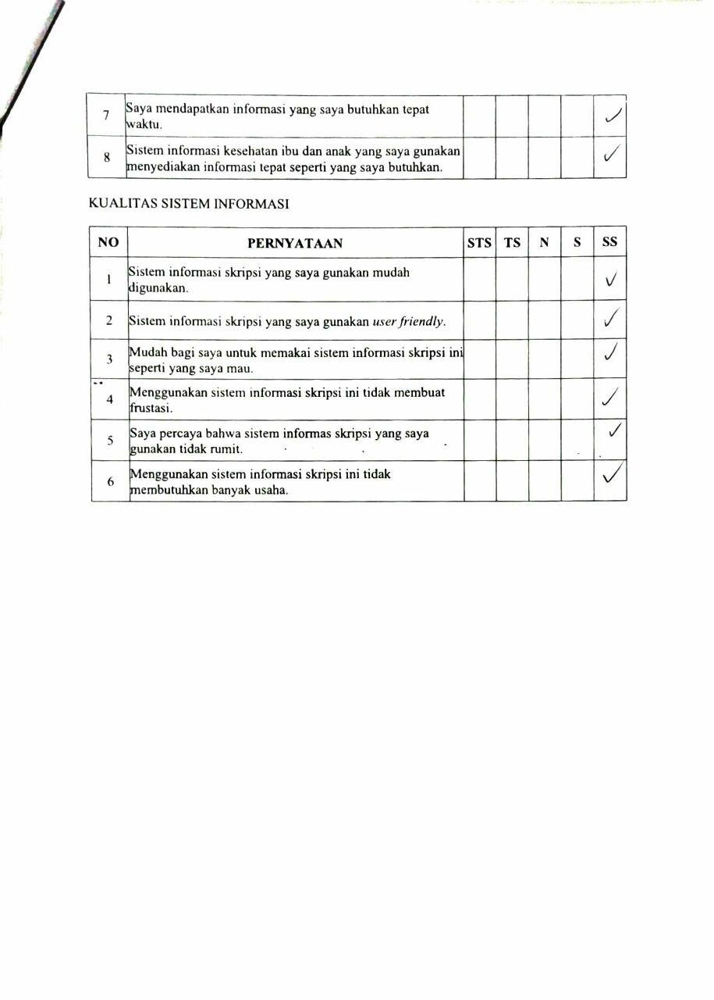 7 Saya mendapatkan informasi yang saya butuhkan tepat
waktu. ✓
8 Sistem informasi kesehatan ibu dan anak yang saya gunakan
menyediakan informasi tepat seperti yang saya butuhkan. ✓
KUALITAS SISTEM INFORMASI
NO PERNYATAAN STS TS N S SS
1 Sistem informasi skripsi yang saya gunakan mudah
digunakan. ✓
2 Sistem informasi skripsi yang saya gunakan user friendly. ✓
3 Mudah bagi saya untuk memakai sistem informasi skripsi ini
seperti yang saya mau. ✓
4 Menggunakan sistem informasi skripsi ini tidak membuat
frustasi. ✓
5 Saya percaya bahwa sistem informas skripsi yang saya
gunakan tidak rumit. ✓
6 Menggunakan sistem informasi skripsi ini tidak
membutuhkan banyak usaha. ✓